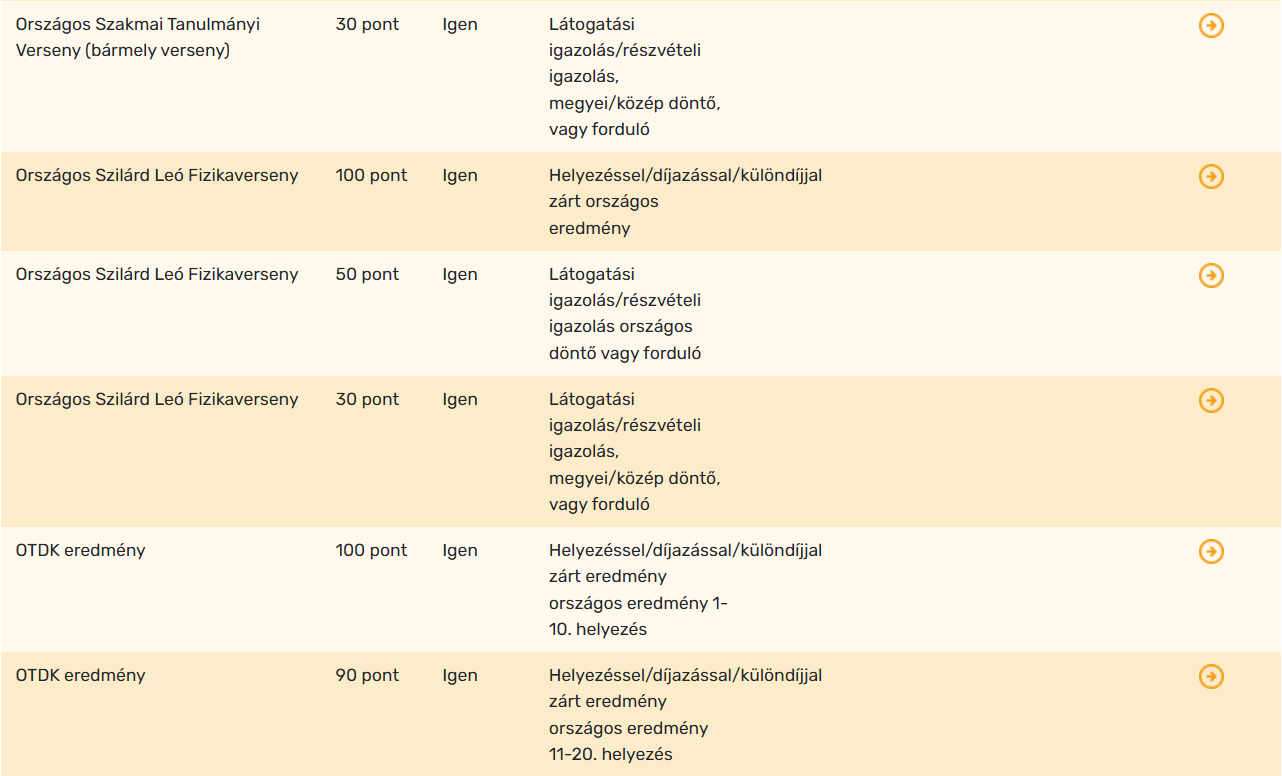 Országos Szakmai Tanulmányi
Verseny (bármely verseny)
30 pont
Igen
Látogatási
igazolás/részvételi
igazolás,
megyei/közép döntő,
vagy forduló
Országos Szilárd Leó Fizikaverseny
100 pont
Igen
Helyezéssel/díjazással/különdíjjal
zárt országos
eredmény
Országos Szilárd Leó Fizikaverseny
50 pont
Igen
Látogatási
igazolás/részvételi
igazolás országos
döntő vagy forduló
Országos Szilárd Leó Fizikaverseny
30 pont
Igen
Látogatási
igazolás/részvételi
igazolás,
megyei/közép döntő,
vagy forduló
OTDK eredmény
100 pont
Igen
Helyezéssel/díjazással/különdíjjal
zárt eredmény
országos eredmény 1-
10. helyezés
OTDK eredmény
90 pont
Igen
Helyezéssel/díjazással/különdíjjal
zárt eredmény
országos eredmény
11-20. helyezés